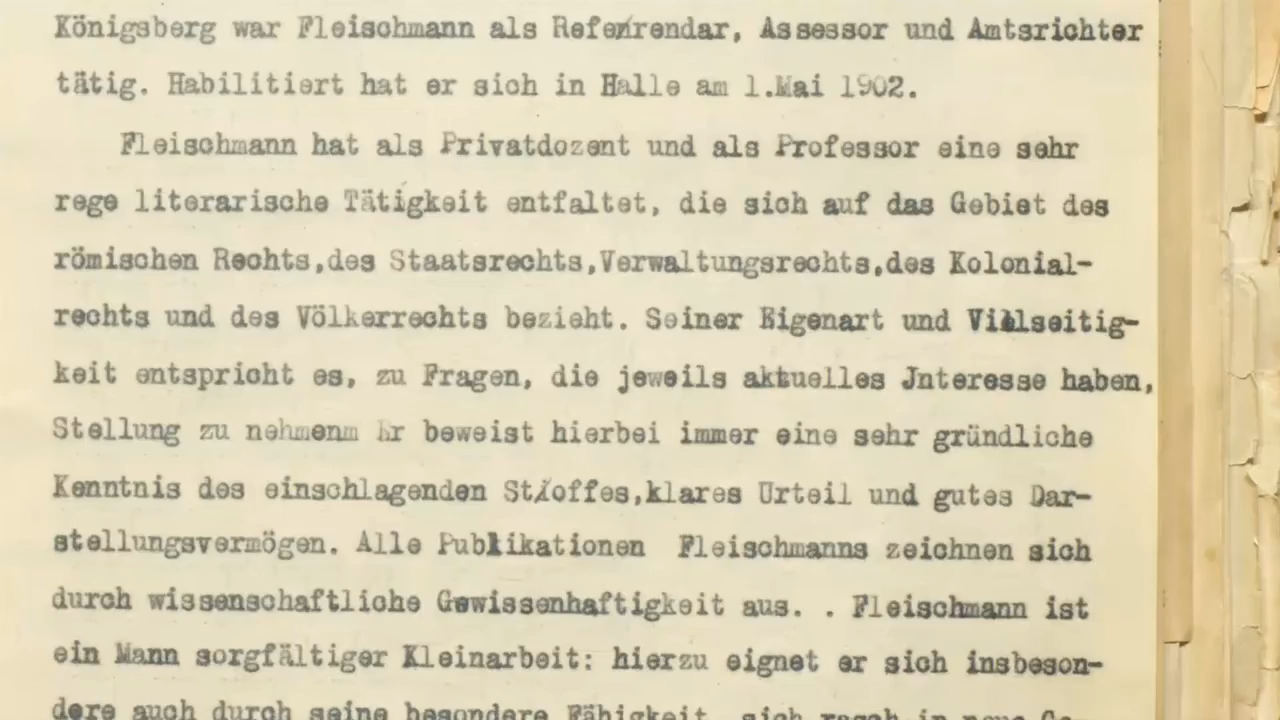 Königsberg war Fleischmann als Referrendar, Assessor und Amtsrichter
tätig. Habilitiert hat er sich in Halle am 1.Mai 1902.
Fleischmann hat als Privatdozent und als Professor eine sehr
rege literarische Tätigkeit entfaltet, die sich auf das Gebiet des
römischen Rechts,des Staatsrechts,Verwaltungsrechts,des Kolonial-
rechts und des Völkerrechts bezieht. Seiner Eigenart und Vielseitig-
keit entspricht es, zu Fragen, die jeweils aktuelles Jnteresse haben,
Stellung zu nehmenm Er beweist hierbei immer eine sehr gründliche
Kenntnis des einschlagenden Stoffes,klares Urteil und gutes Dar-
stellungsvermögen. Alle Publikationen Fleischmanns zeichnen sich
durch wissenschaftliche Gewissenhaftigkeit aus. . Fleischmann ist
ein Mann sorgfältiger Kleinarbeit: hierzu eignet er sich insbeson-
dere auch durch seine besondere Fähigkeit, sich rasch in neue Ge-